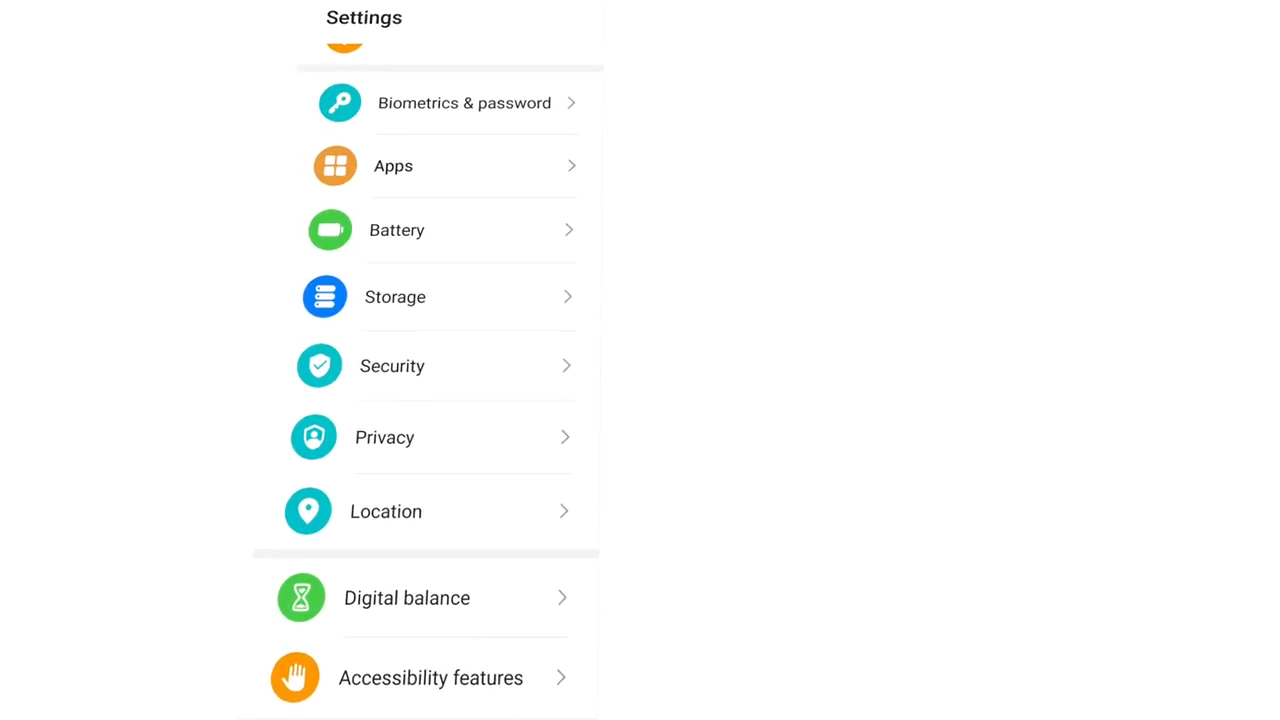 Settings
Biometrics & password
Apps
Battery
Storage
Security
Privacy
Location
Digital balance
Accessibility features